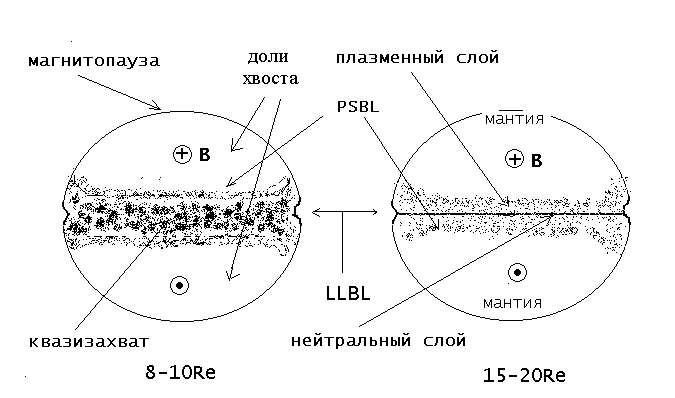 магнитопауза
доли
хвоста
плазменный слой
PSBL
мантия
B
B
LLBL
мантия
квазизахват
нейтральный слой
8-10Re
15-20Re